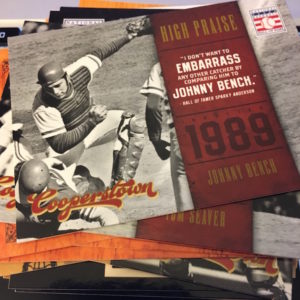 HIGH PRAISE
"I DON'T WANT TO
EMBARRASS
ANY OTHER CATCHER BY
COMPARING HIM TO
JOHNNY BENCH."
HALL OF FAMER SPARKY ANDERSON
1989
JOHNNY BENCH
Cooperstown
TOM SEAVER